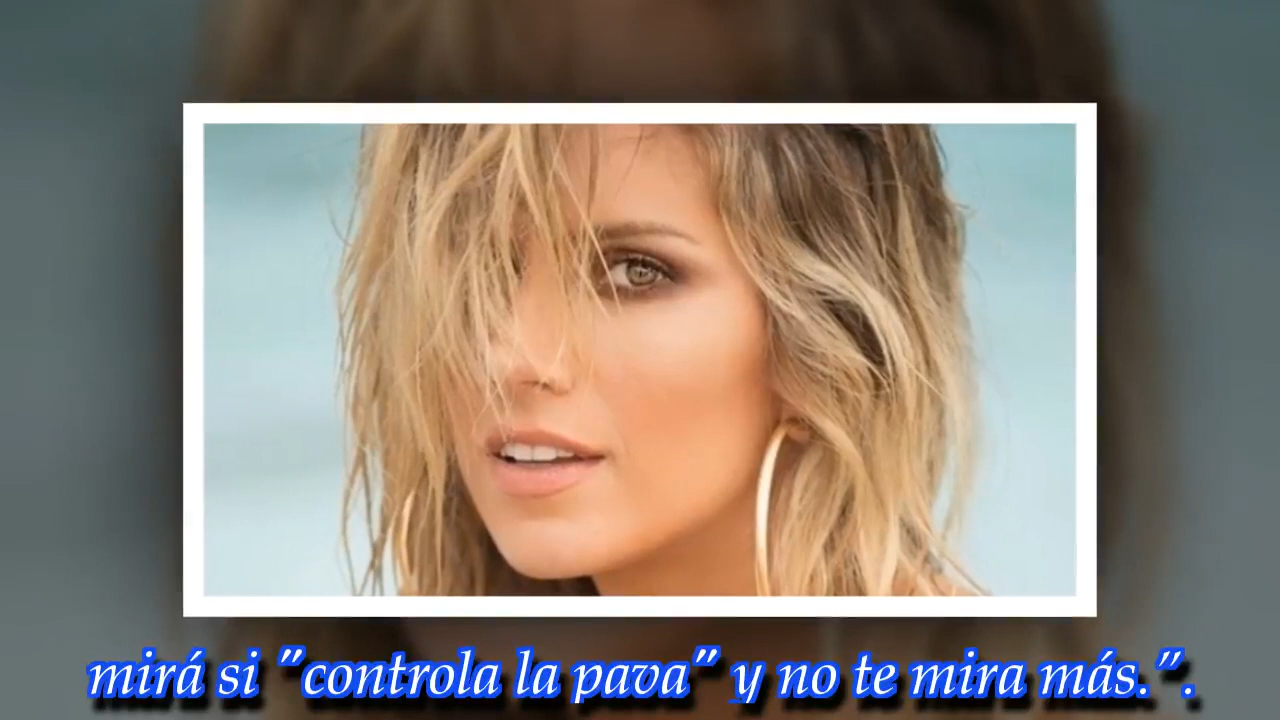 mirá si "controla la pava" y no te mira más.”.